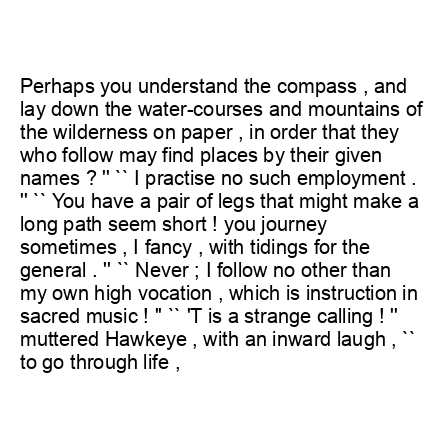 Perhaps you understand the compass , and
lay down the water-courses and mountains of
the wilderness on paper , in order that they
who follow may find places by their given
names ? '' `` I practise no such employment .
'' `` You have a pair of legs that might make a
long path seem short ! you journey
sometimes , I fancy , with tidings for the
general . '' `` Never ; I follow no other than
my own high vocation , which is instruction in
sacred music ! '' `` 'T is a strange calling ! ''
muttered Hawkeye , with an inward laugh , ``
to go through life ,